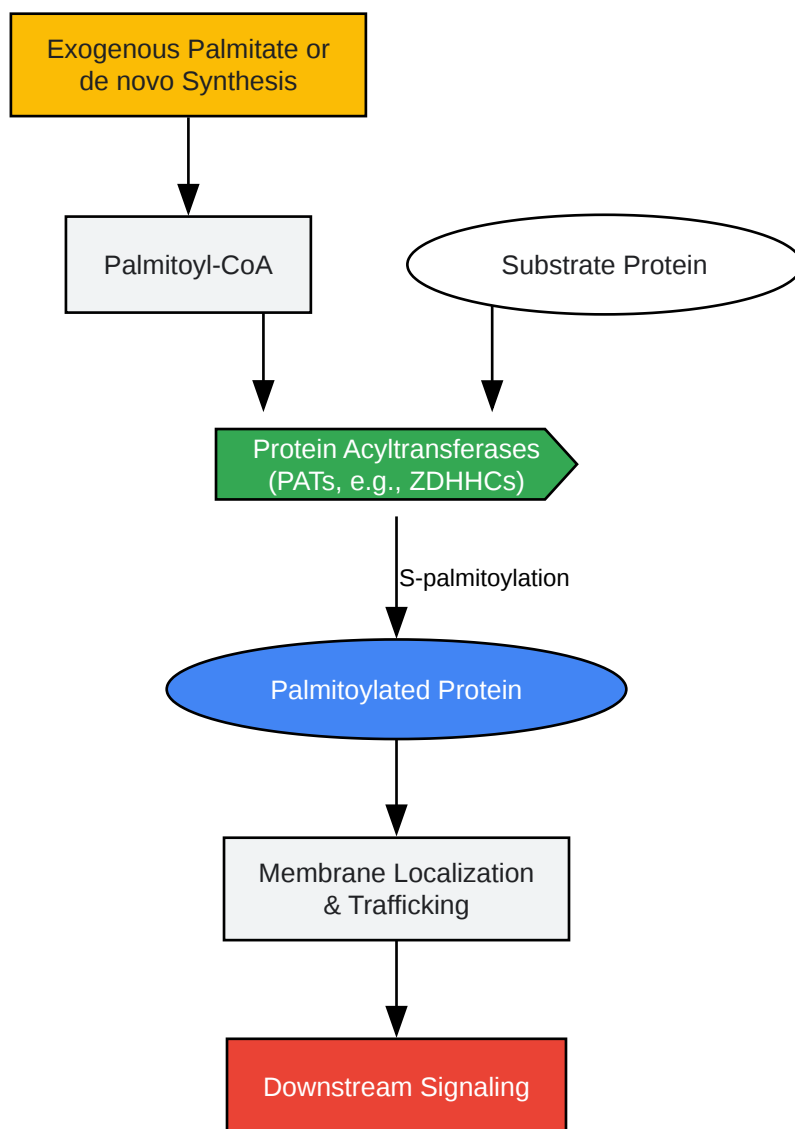 Exogenous Palmitate or
de novo Synthesis
Palmitoyl-CoA
Substrate Protein
Protein Acyltransferases
(PATs, e.g., ZDHHCs)
S-palmitoylation
Palmitoylated Protein
Membrane Localization
& Trafficking
Downstream Signaling